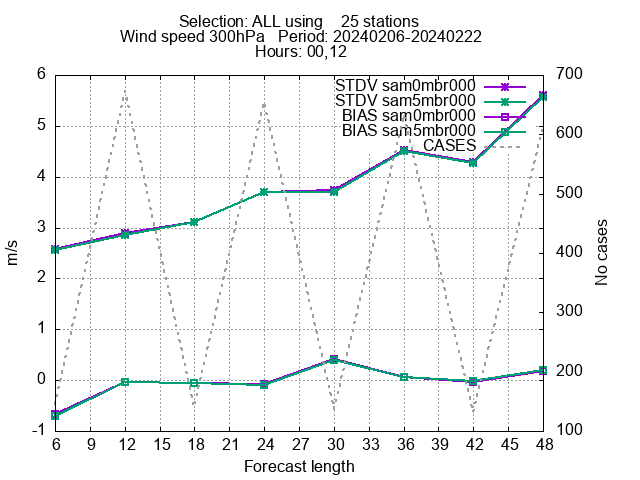 Selection: ALL using    25 stations
Wind speed 300hPa   Period: 20240206-20240222
Hours: 00,12
STDV sam0mbr000
STDV sam5mbr000
BIAS sam0mbr000
BIAS sam5mbr000
CASES
6
5
4
3
2
1
0
-1
m/s
700
600
500
400
300
200
100
No cases
6 9 12 15 18 21 24 27 30 33 36 39 42 45 48
Forecast length